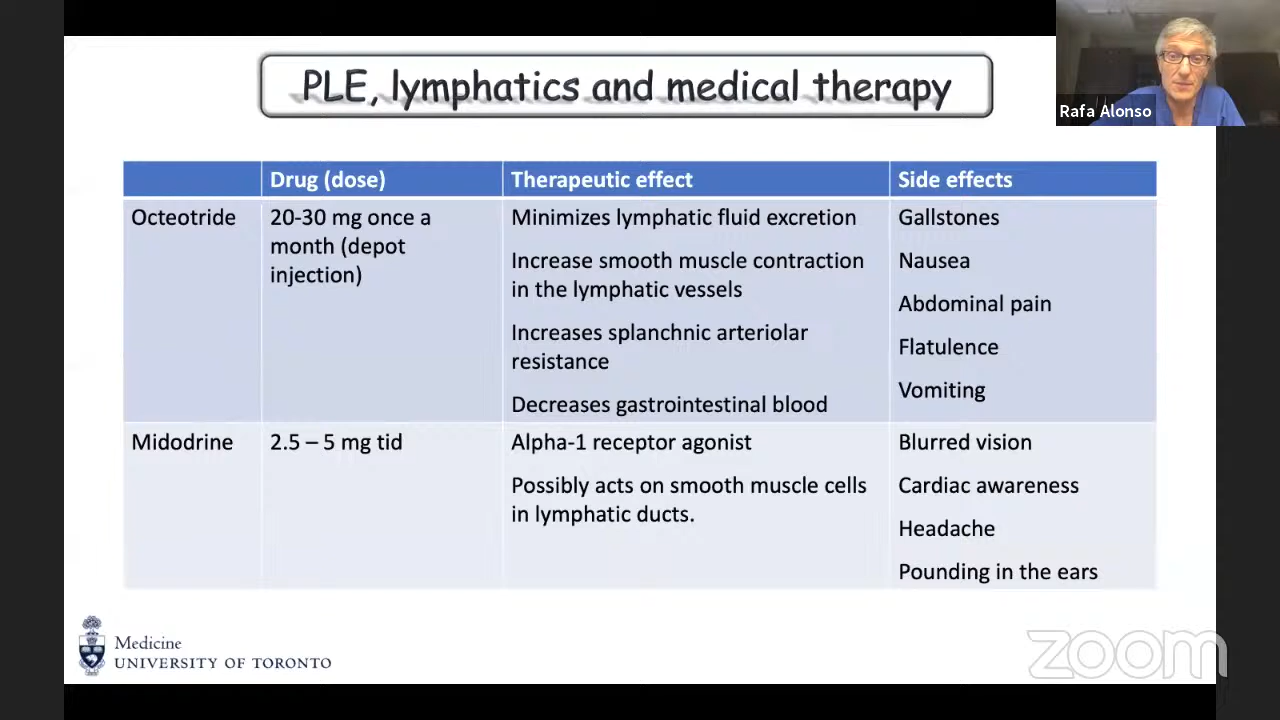 PLE, lymphatics and medical therapy
Rafa Alonso
Drug (dose)
Therapeutic effect
Side effects
Octeotride
20-30 mg once a
month (depot
injection)
Minimizes lymphatic fluid excretion
Increase smooth muscle contraction
in the lymphatic vessels
Increases splanchnic arteriolar
resistance
Decreases gastrointestinal blood
Gallstones
Nausea
Abdominal pain
Flatulence
Vomiting
Midodrine
2.5 – 5 mg tid
Alpha-1 receptor agonist
Possibly acts on smooth muscle cells
in lymphatic ducts.
Blurred vision
Cardiac awareness
Headache
Pounding in the ears
Medicine
UNIVERSITY OF TORONTO
zoom